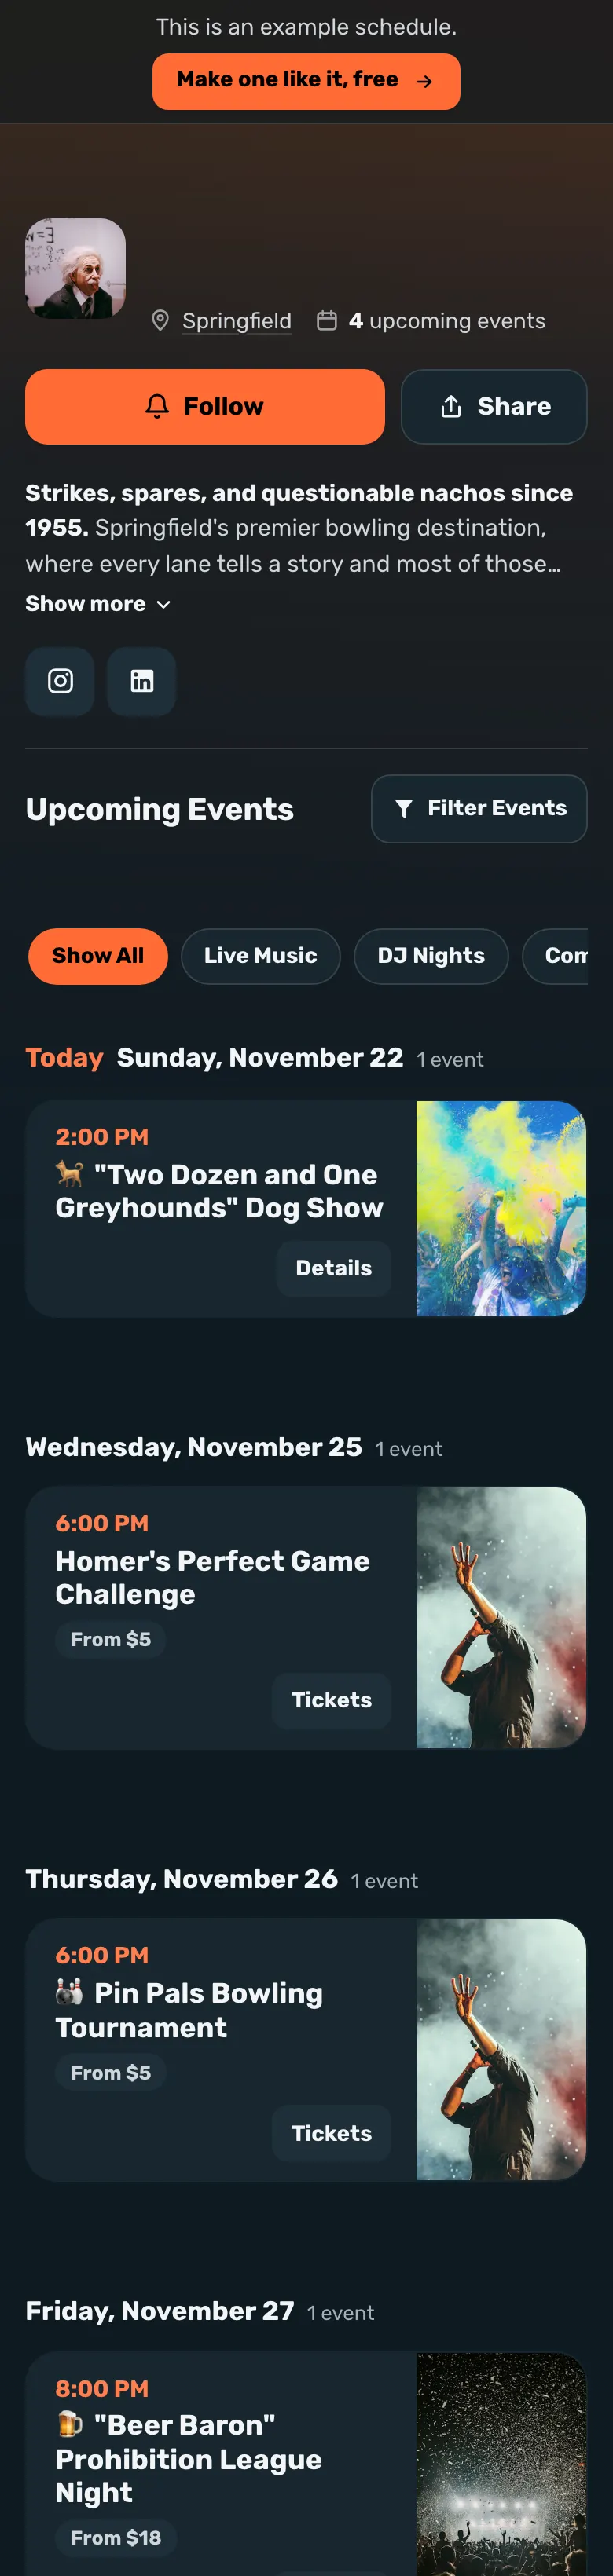 This is an example schedule.
Make one like it, free →
Springfield
4 upcoming events
Follow
Share
Strikes, spares, and questionable nachos since
1955. Springfield's premier bowling destination,
where every lane tells a story and most of those…
Show more
Upcoming Events
Filter Events
Show All
Live Music
DJ Nights
Com
Today Sunday, November 22 1 event
2:00 PM
🐕 "Two Dozen and One
Greyhounds" Dog Show
Details
Wednesday, November 25 1 event
6:00 PM
Homer's Perfect Game
Challenge
From $5
Tickets
Thursday, November 26 1 event
6:00 PM
🎳 Pin Pals Bowling
Tournament
From $5
Tickets
Friday, November 27 1 event
8:00 PM
🍺 "Beer Baron"
Prohibition League
Night
From $18